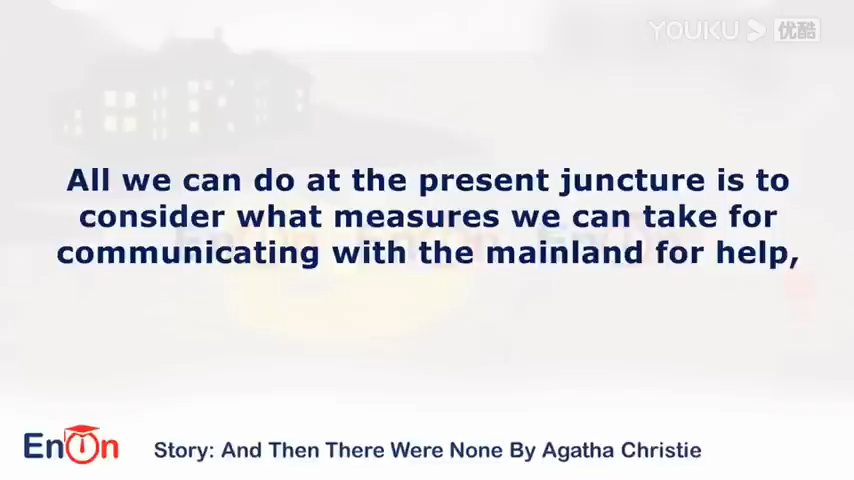 YOUKU 优酷
All we can do at the present juncture is to
consider what measures we can take for
communicating with the mainland for help,
EnOn
Story: And Then There Were None By Agatha Christie